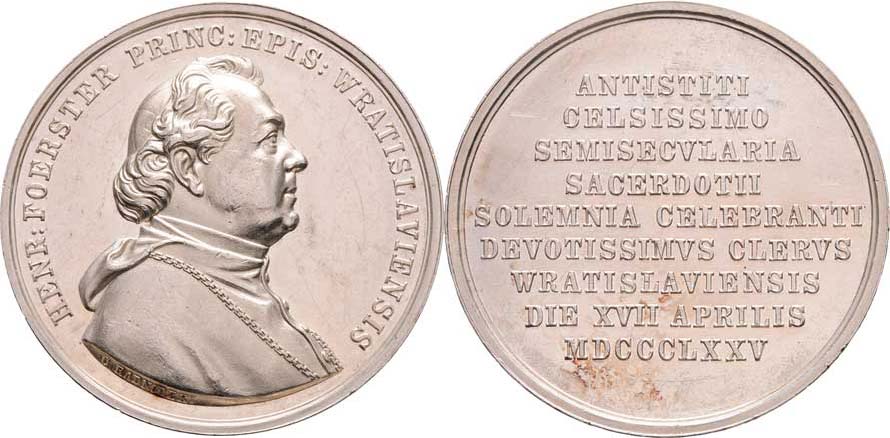 HENR: FOERSTER PRINC: EPIS: WRATISLAVIENSIS
ANTISTITI
CELSISSIMO
SEMISECVLARIA
SACERDOTII
SOLEMNIA CELEBRANTI
DEVOTISSIMVS CLERVS
WRATISLAVIENSIS
DIE XVII APRILIS
MDCCCLXXV